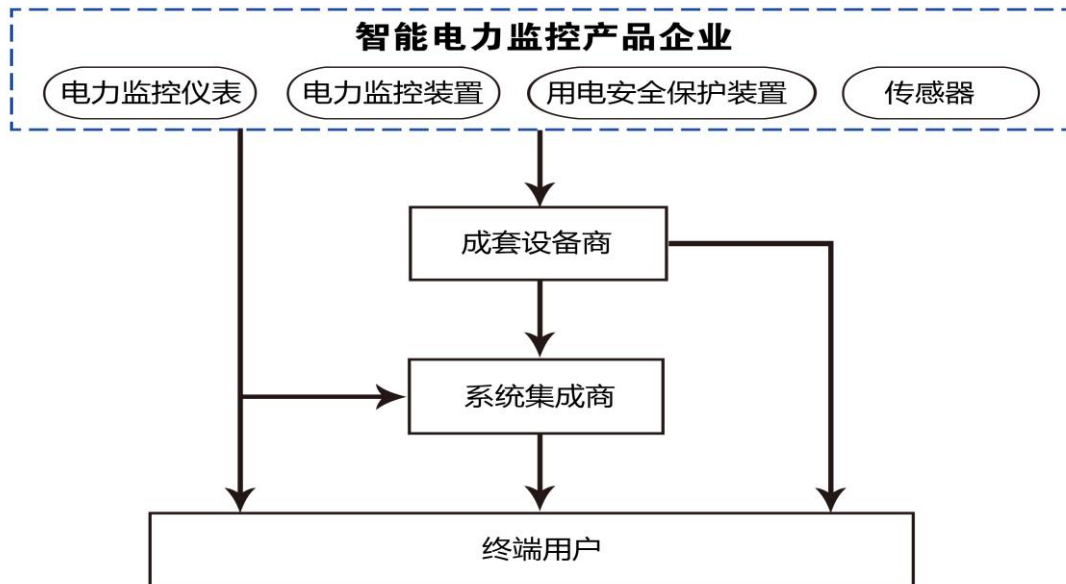 智能电力监控产品企业
电力监控仪表 电力监控装置 用电安全保护装置 传感器
成套设备商
系统集成商
终端用户